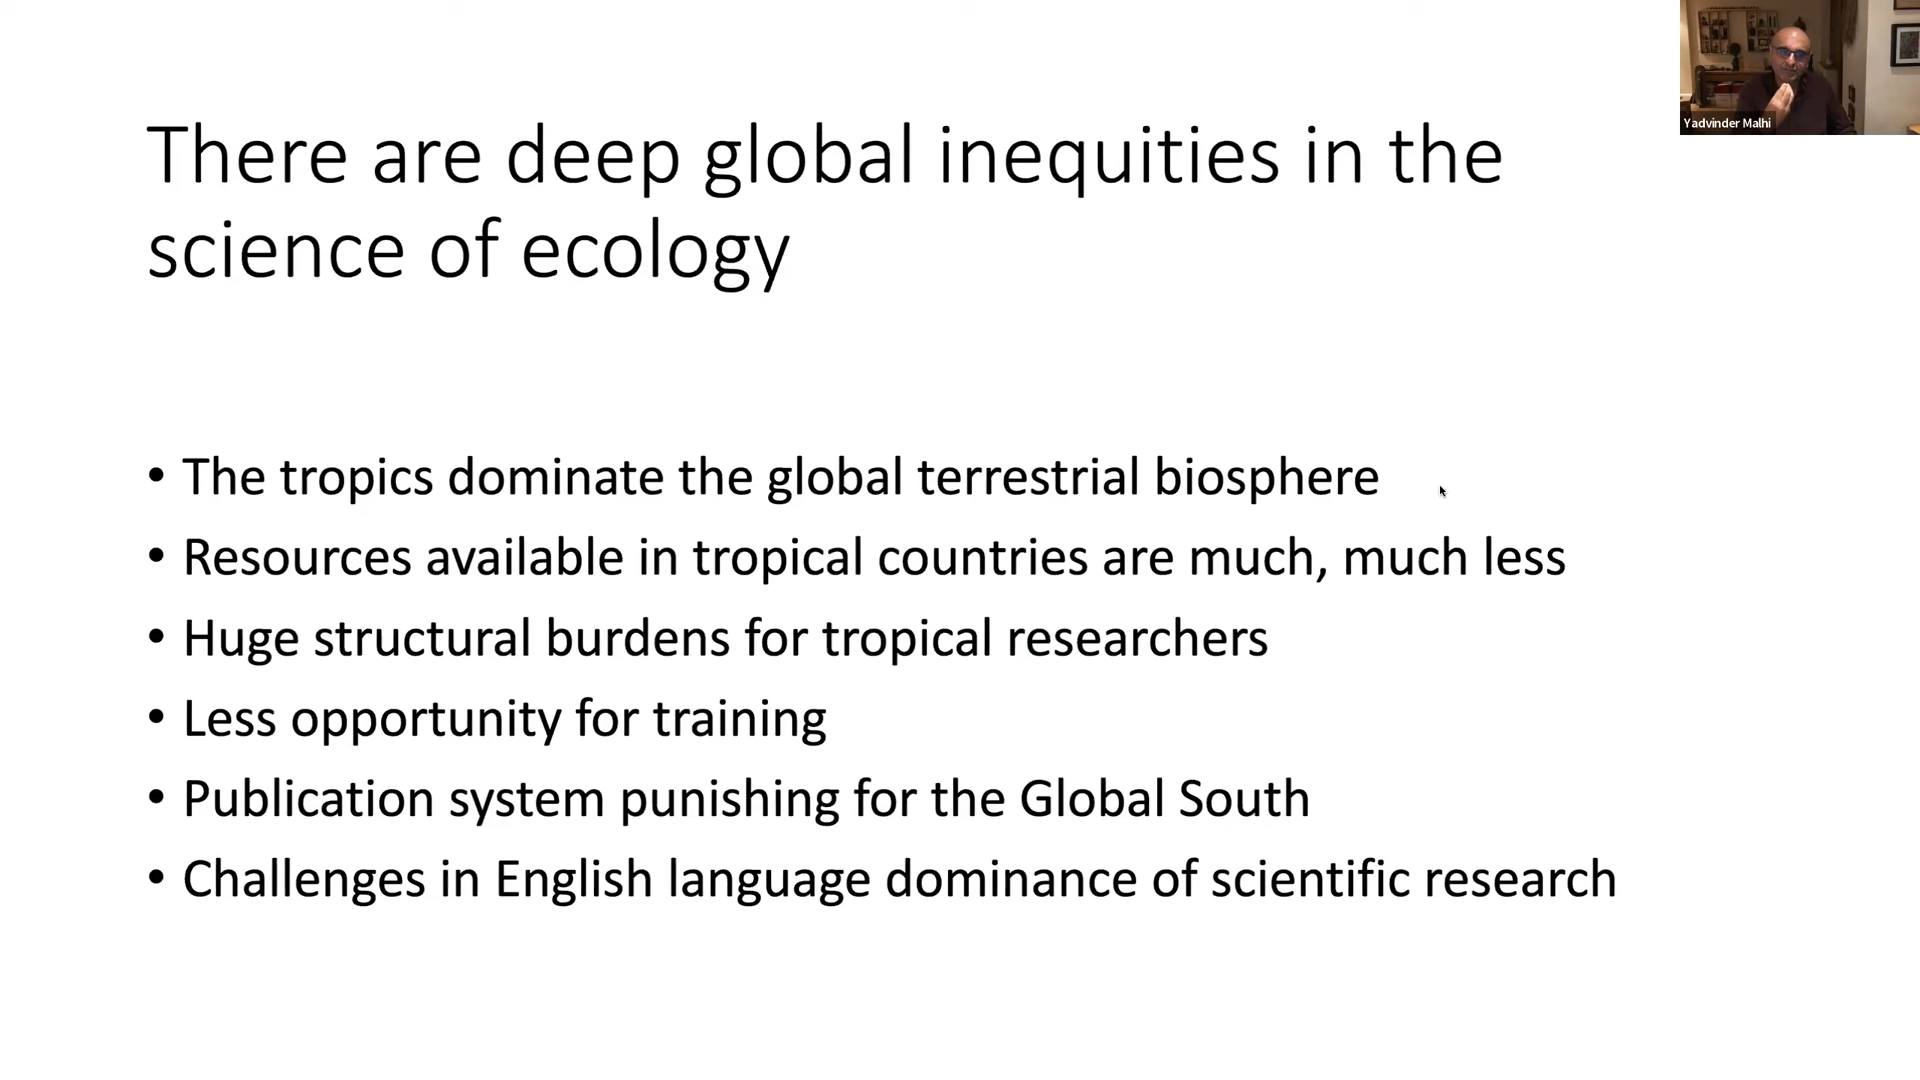 There are deep global inequities in the
science of ecology
• The tropics dominate the global terrestrial biosphere
• Resources available in tropical countries are much, much less
• Huge structural burdens for tropical researchers
• Less opportunity for training
• Publication system punishing for the Global South
• Challenges in English language dominance of scientific research
Yadvinder Malhi